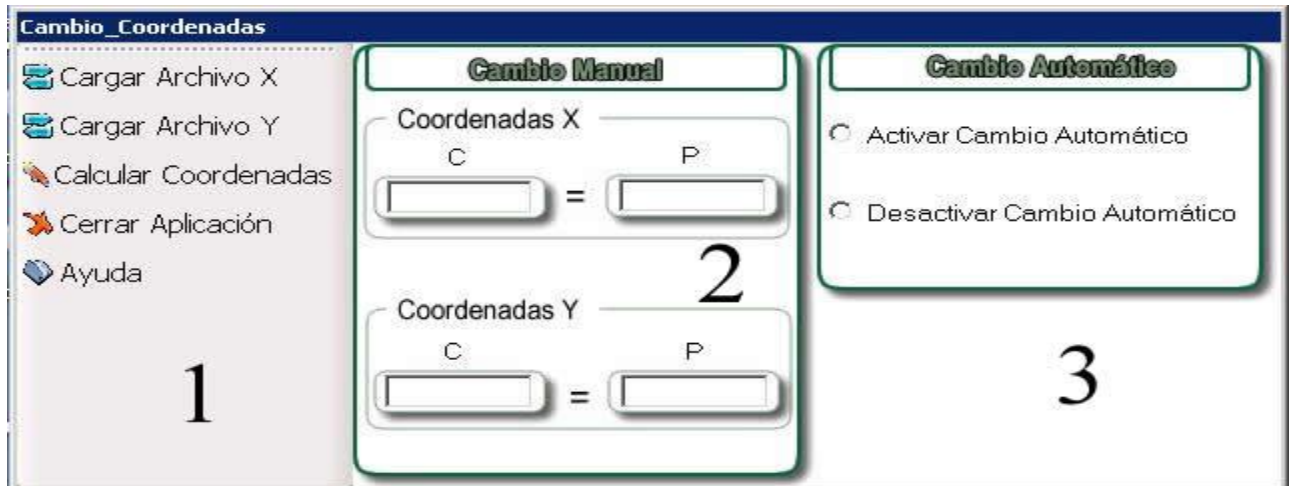 Cambio_Coordenadas
Cargar Archivo X
Cargar Archivo Y
Calcular Coordenadas
Cerrar Aplicación
Ayuda
1
Cambio Manual
Coordenadas X
C P
=
2
Coordenadas Y
C P
=
Cambio Automático
Activar Cambio Automático
Desactivar Cambio Automático
3